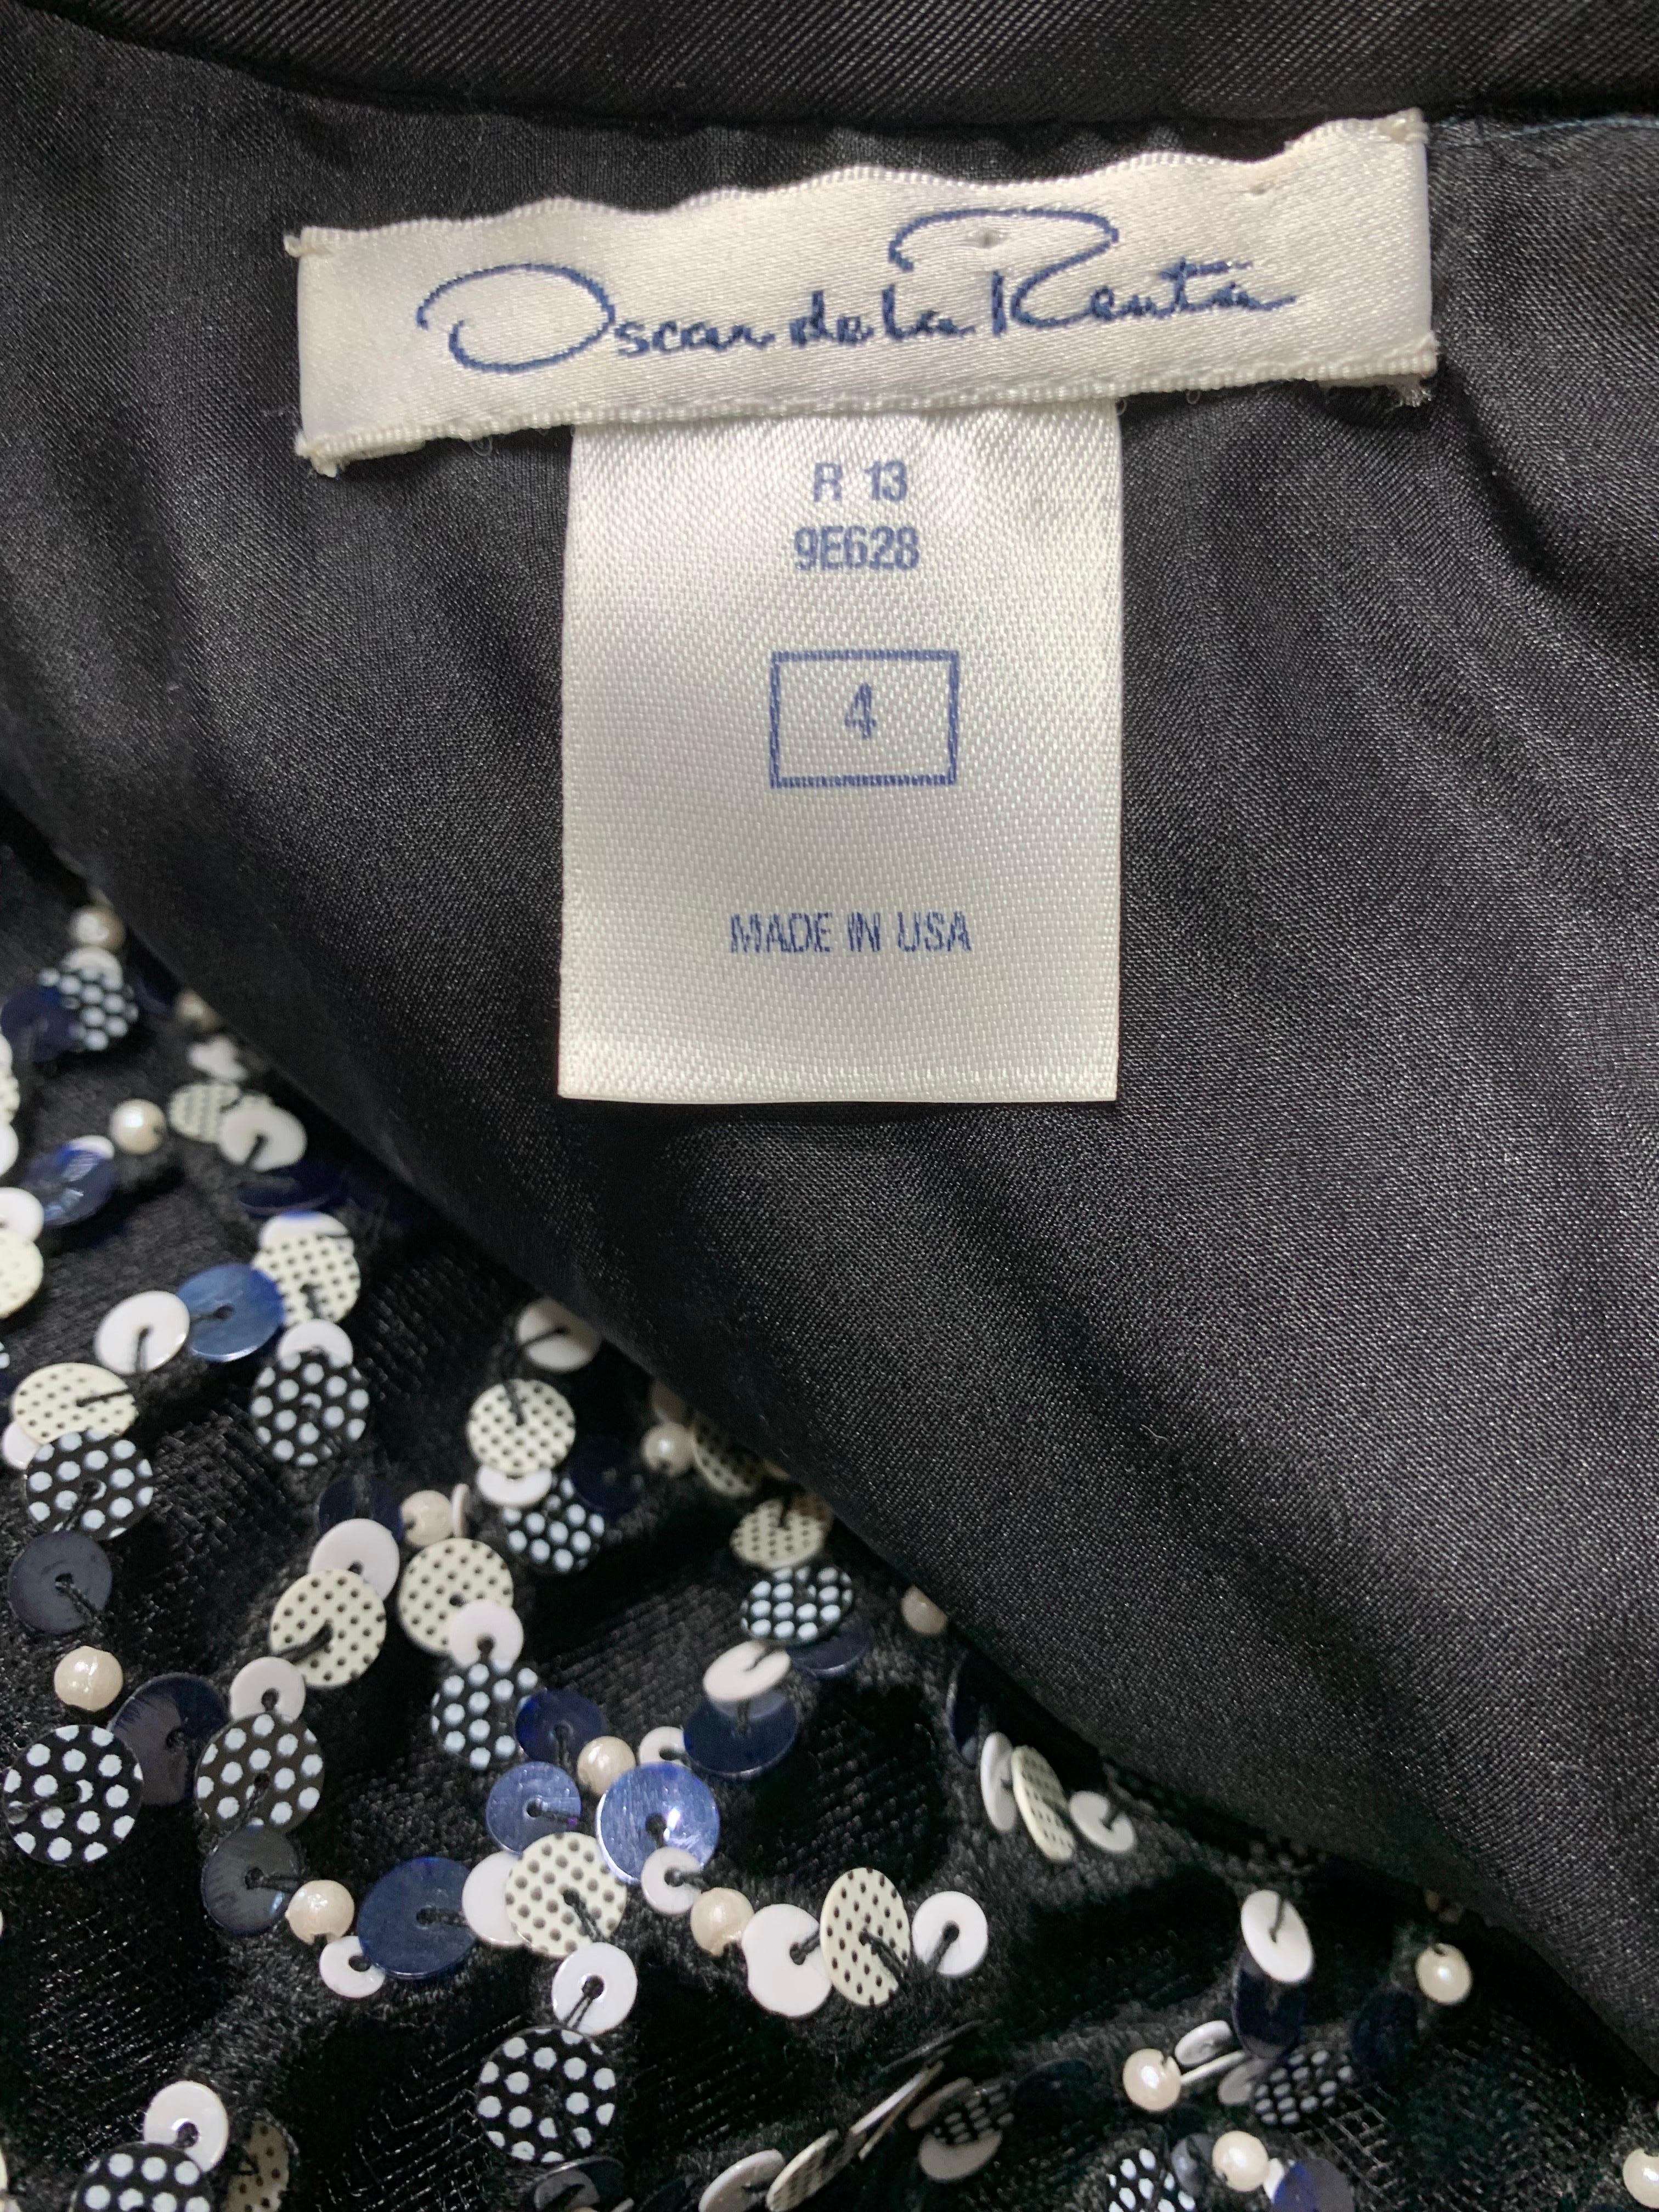 Oscar de la Renta
R 13
9E628
4
MADE IN USA